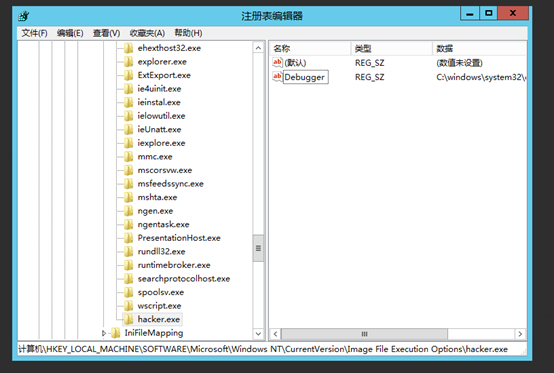 注册表编辑器
文件(F) 编辑(E) 查看(V) 收藏夹(A) 帮助(H)
ehexthost32.exe
explorer.exe
ExtExport.exe
ie4uinit.exe
ieinstal.exe
ielowutil.exe
ieUnatt.exe
iexplore.exe
mmc.exe
mscorsvw.exe
msfeedssync.exe
mshta.exe
ngen.exe
ngentask.exe
PresentationHost.exe
rundll32.exe
runtimebroker.exe
searchprotocolhost.exe
spoolsv.exe
wscript.exe
hacker.exe
IniFileMapping
名称 类型 数据
ab (默认) REG_SZ (数值未设置)
ab Debugger REG_SZ C:\windows\system32\
计算机\HKEY_LOCAL_MACHINE\SOFTWARE\Microsoft\Windows NT\CurrentVersion\Image File Execution Options\hacker.exe